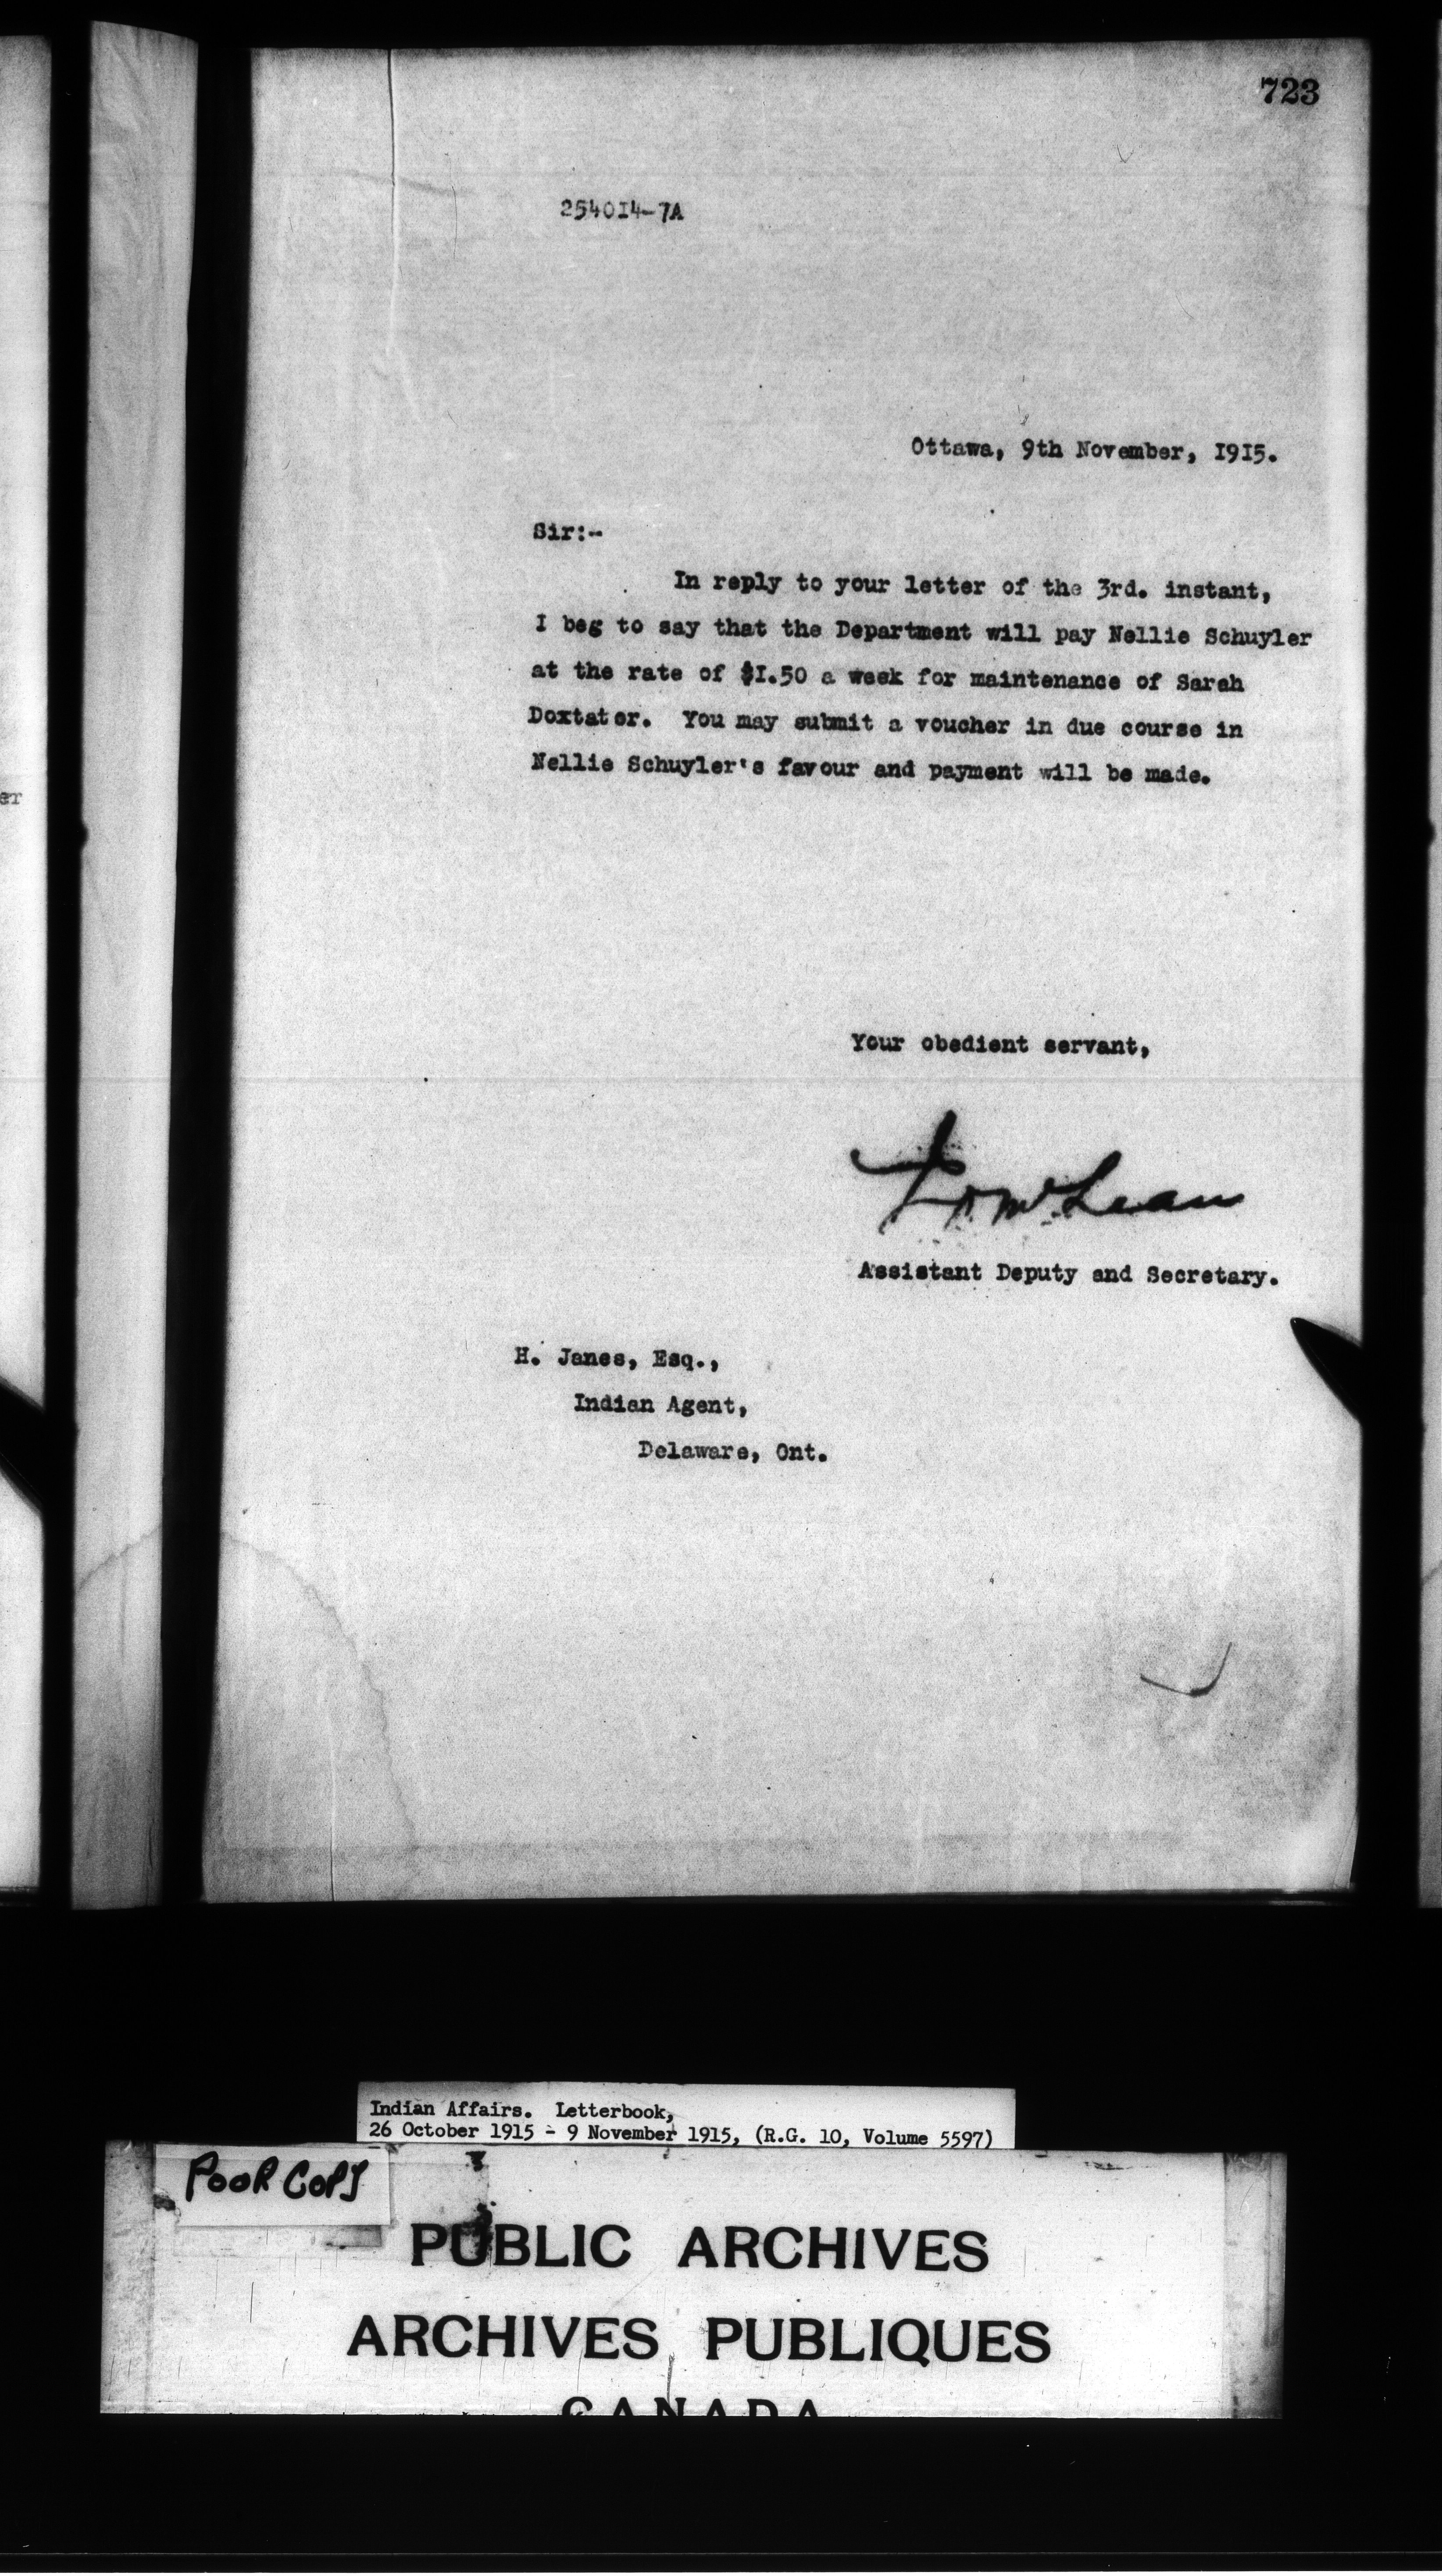 723
254014-7A
Ottawa, 9th November, 1915.
Sir:-
In reply to your letter of the 3rd. instant,
I beg to say that the Department will pay Nellie Schuyler
at the rate of $1.50 a week for maintenance of Sarah
Doxtater. You may submit a voucher in due course in
Nellie Schuyler's favour and payment will be made.
Your obedient servant,
Assistant Deputy and Secretary.
H. Janes, Esq.,
Indian Agent,
Delaware, Ont.
er
Indian Affairs. Letterbook,
26 October 1915 - 9 November 1915, (R.G. 10, Volume 5597)
POOR COPY
PUBLIC ARCHIVES
ARCHIVES PUBLIQUES
CANADA